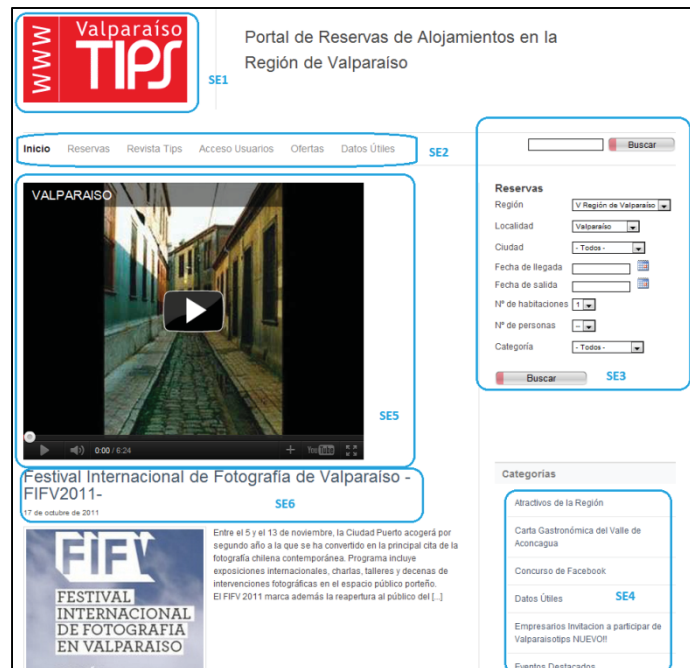 WWW
Valparaíso
TIPS
SE1
Portal de Reservas de Alojamientos en la
Región de Valparaíso
Inicio Reservas Revista Tips Acceso Usuarios Ofertas Datos Útiles
SE2
Buscar
VALPARAISO
0:00 / 6:24
You Tube
SE5
Reservas
Región V Región de Valparaíso
Localidad Valparaíso
Ciudad - Todos -
Fecha de llegada
Fecha de salida
Nº de habitaciones 1
Nº de personas --
Categoría - Todos -
Buscar
SE3
Festival Internacional de Fotografía de Valparaíso -
FIFV2011-
SE6
17 de octubre de 2011
FIFV
FESTIVAL
INTERNACIONAL
DE FOTOGRAFIA
EN VALPARAISO
Entre el 5 y el 13 de noviembre, la Ciudad Puerto acogerá por
segundo año a la que se ha convertido en la principal cita de la
fotografía chilena contemporánea. Programa incluye
exposiciones internacionales, charlas, talleres y decenas de
intervenciones fotográficas en el espacio público porteño.
El FIFV 2011 marca además la reapertura al público del [...]
Categorías
Atractivos de la Región
Carta Gastronómica del Valle de
Aconcagua
Concurso de Facebook
Datos Útiles
SE4
Empresarios Invitacion a participar de
Valparaisotips NUEVO!!
Eventos Destacados